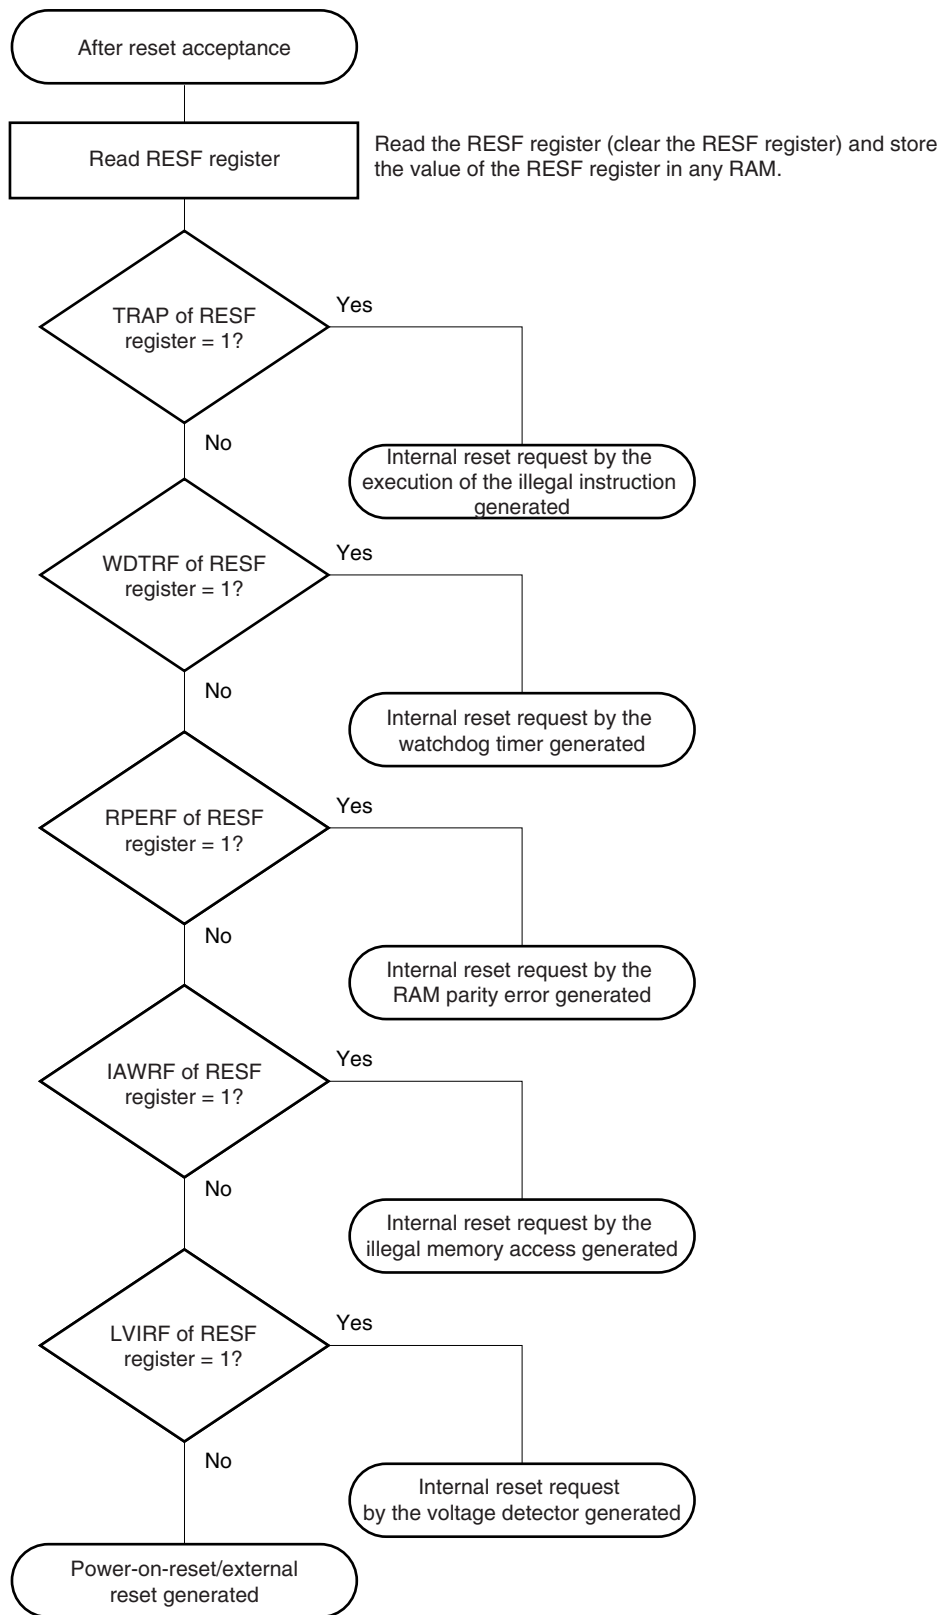 After reset acceptance
Read RESF register
Read the RESF register (clear the RESF register) and store
the value of the RESF register in any RAM.
TRAP of RESF
register = 1?
Yes
No
Internal reset request by the
execution of the illegal instruction
generated
WDTRF of RESF
register = 1?
Yes
No
Internal reset request by the
watchdog timer generated
RPERF of RESF
register = 1?
Yes
No
Internal reset request by the
RAM parity error generated
IAWRF of RESF
register = 1?
Yes
No
Internal reset request by the
illegal memory access generated
LVIRF of RESF
register = 1?
Yes
No
Internal reset request
by the voltage detector generated
Power-on-reset/external
reset generated